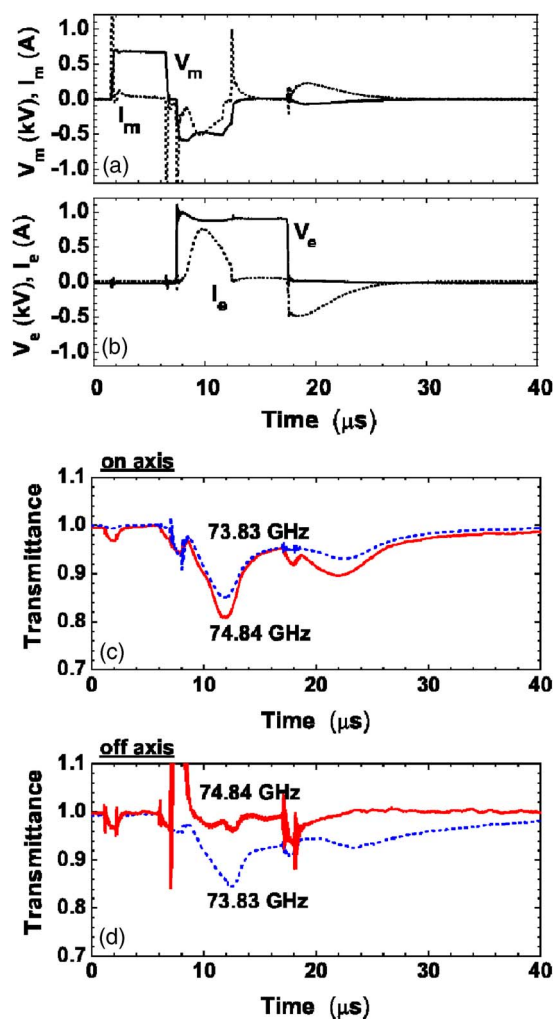 1.0
0.5
0.0
-0.5
-1.0
V_m (kV), I_m (A)
V_m
I_m
(a)
1.0
0.5
0.0
-0.5
-1.0
V_e (kV), I_e (A)
V_e
I_e
(b)
0 10 20 30 40
Time (μs)
on axis
1.1
1.0
0.9
0.8
0.7
Transmittance
73.83 GHz
74.84 GHz
(c)
0 10 20 30 40
Time (μs)
off axis
1.1
1.0
0.9
0.8
0.7
Transmittance
74.84 GHz
73.83 GHz
(d)
0 10 20 30 40
Time (μs)